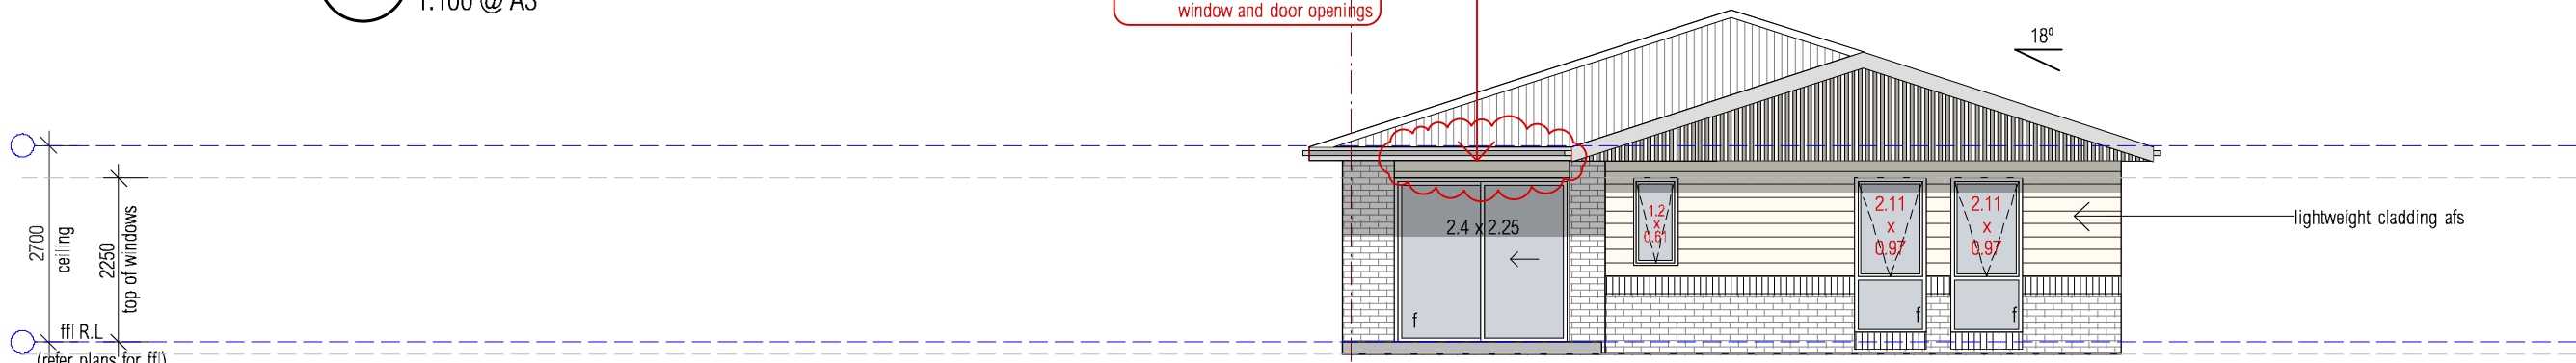 1:100 @ A3
window and door openings
18º
2700
ceiling
2250
top of windows
ffl R.L
(refer plans for ffl)
2.4 x 2.25
f
1.2
x
0.61
2.11
x
0.97
f
2.11
x
0.97
f
lightweight cladding afs